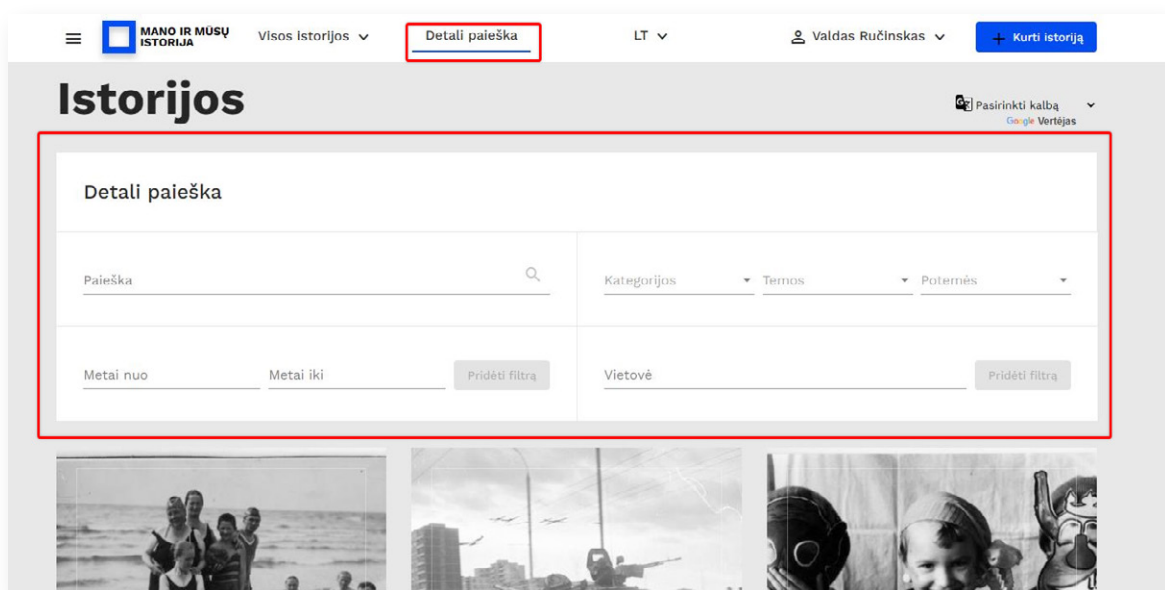 MANO IR MŪSŲ
ISTORIJA
Visos istorijos
Detali paieška
LT
Valdas Ručinskas
+ Kurti istoriją
Istorijos
Pasirinkti kalbą
Google Vertėjas
Detali paieška
Paieška
Kategorijos
Temos
Potemės
Metai nuo
Metai iki
Pridėti filtrą
Vietovė
Pridėti filtrą